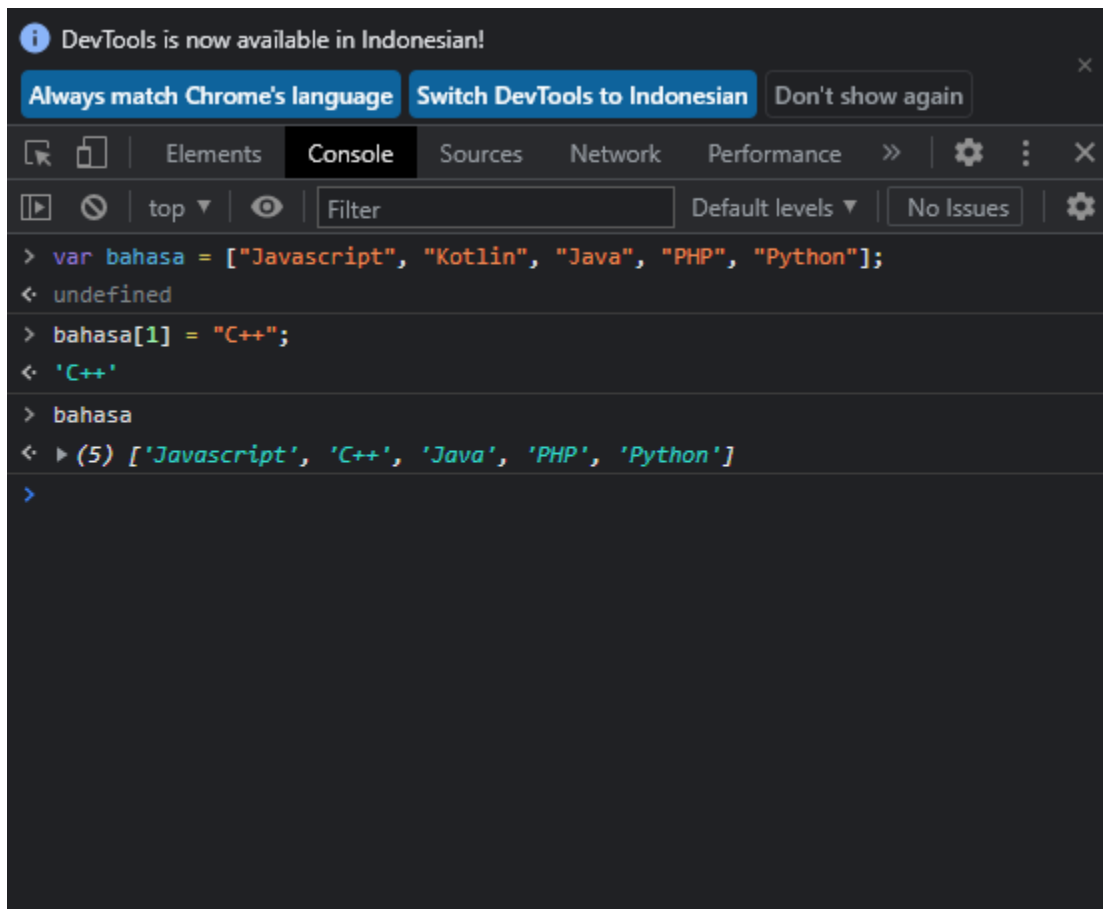 DevTools is now available in Indonesian!
Always match Chrome's language Switch DevTools to Indonesian Don't show again
Elements Console Sources Network Performance
top Filter Default levels No Issues
> var bahasa = ["Javascript", "Kotlin", "Java", "PHP", "Python"];
undefined
> bahasa[1] = "C++";
'C++'
> bahasa
(5) ['Javascript', 'C++', 'Java', 'PHP', 'Python']
>